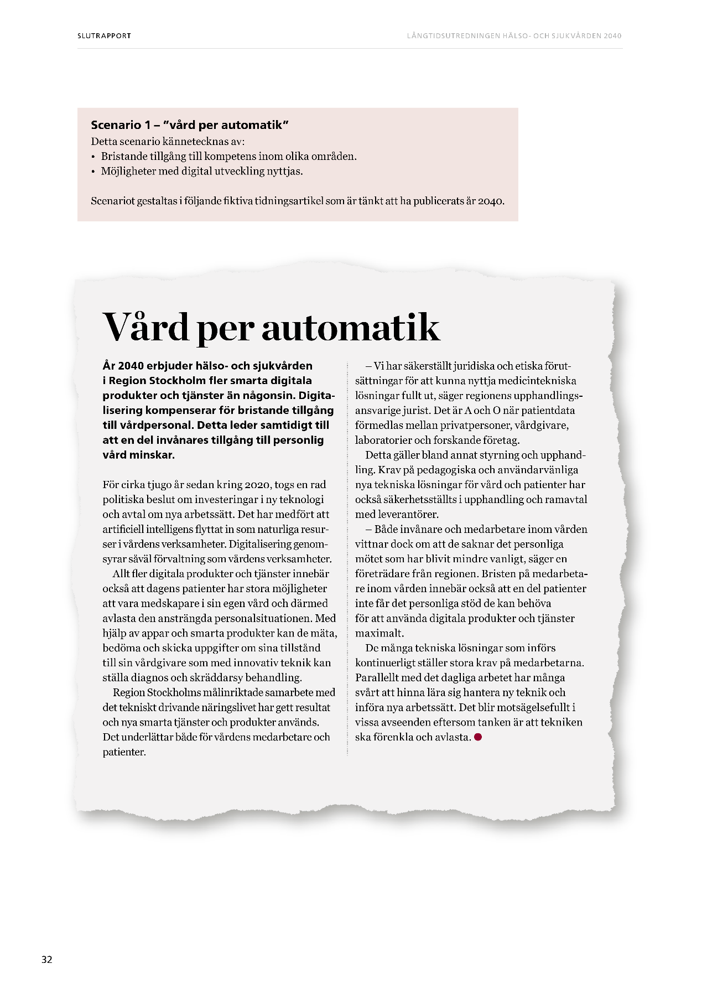 SLUTRAPPORT
LÅNGTIDSUTREDNINGEN HÄLSO- OCH SJUKVÅRDEN 2040
Scenario 1 – ”vård per automatik”
Detta scenario kännetecknas av:
• Bristande tillgång till kompetens inom olika områden.
• Möjligheter med digital utveckling nyttjas.
Scenariot gestaltas i följande fiktiva tidningsartikel som är tänkt att ha publicerats år 2040.
Vård per automatik
År 2040 erbjuder hälso- och sjukvården
i Region Stockholm fler smarta digitala
produkter och tjänster än någonsin. Digita-
lisering kompenserar för bristande tillgång
till vårdpersonal. Detta leder samtidigt till
att en del invånares tillgång till personlig
vård minskar.
För cirka tjugo år sedan kring 2020, togs en rad
politiska beslut om investeringar i ny teknologi
och avtal om nya arbetssätt. Det har medfört att
artificiell intelligens flyttat in som naturliga resur-
ser i vårdens verksamheter. Digitalisering genom-
syrar såväl förvaltning som vårdens verksamheter.
Allt fler digitala produkter och tjänster innebär
också att dagens patienter har stora möjligheter
att vara medskapare i sin egen vård och därmed
avlasta den ansträngda personalsituationen. Med
hjälp av appar och smarta produkter kan de mäta,
bedöma och skicka uppgifter om sina tillstånd
till sin vårdgivare som med innovativ teknik kan
ställa diagnos och skräddarsy behandling.
Region Stockholms målinriktade samarbete med
det tekniskt drivande näringslivet har gett resultat
och nya smarta tjänster och produkter används.
Det underlättar både för vårdens medarbetare och
patienter.
– Vi har säkerställt juridiska och etiska förut-
sättningar för att kunna nyttja medicintekniska
lösningar fullt ut, säger regionens upphandlings-
ansvarige jurist. Det är A och O när patientdata
förmedlas mellan privatpersoner, vårdgivare,
laboratorier och forskande företag.
Detta gäller bland annat styrning och upphand-
ling. Krav på pedagogiska och användarvänliga
nya tekniska lösningar för vård och patienter har
också säkerhetsställts i upphandling och ramavtal
med leverantörer.
– Både invånare och medarbetare inom vården
vittnar dock om att de saknar det personliga
mötet som har blivit mindre vanligt, säger en
företrädare från regionen. Bristen på medarbeta-
re inom vården innebär också att en del patienter
inte får det personliga stöd de kan behöva
för att använda digitala produkter och tjänster
maximalt.
De många tekniska lösningar som införs
kontinuerligt ställer stora krav på medarbetarna.
Parallellt med det dagliga arbetet har många
svårt att hinna lära sig hantera ny teknik och
införa nya arbetssätt. Det blir motsägelsefullt i
vissa avseenden eftersom tanken är att tekniken
ska förenkla och avlasta.
32